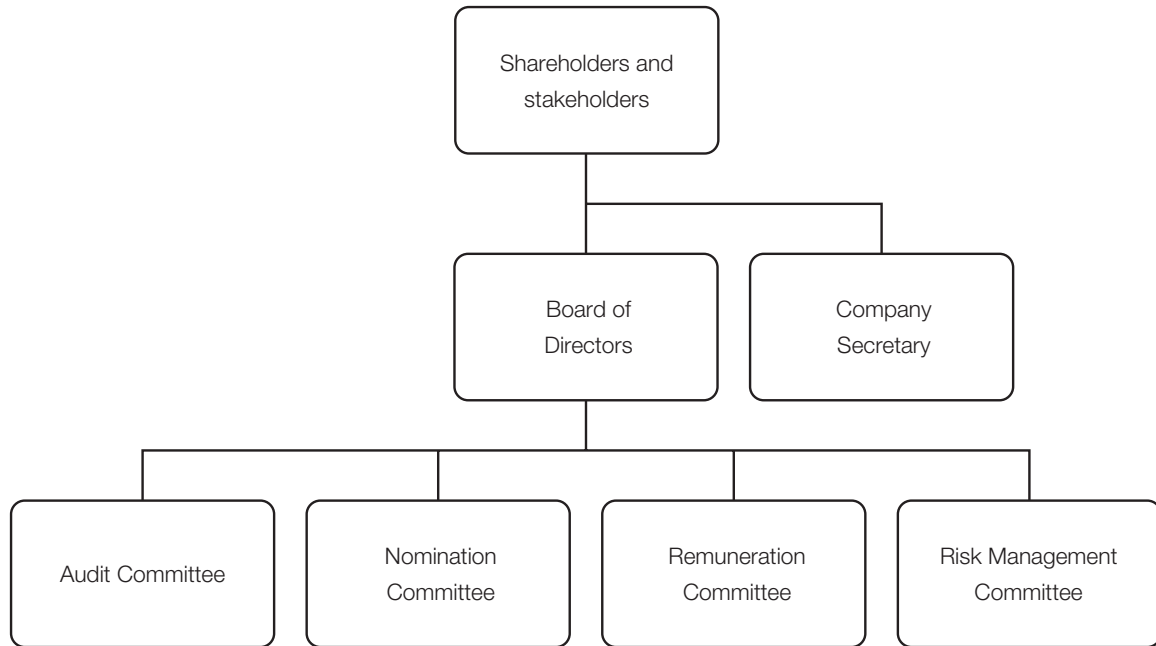 Shareholders and
stakeholders
Board of
Directors
Company
Secretary
Audit Committee
Nomination
Committee
Remuneration
Committee
Risk Management
Committee